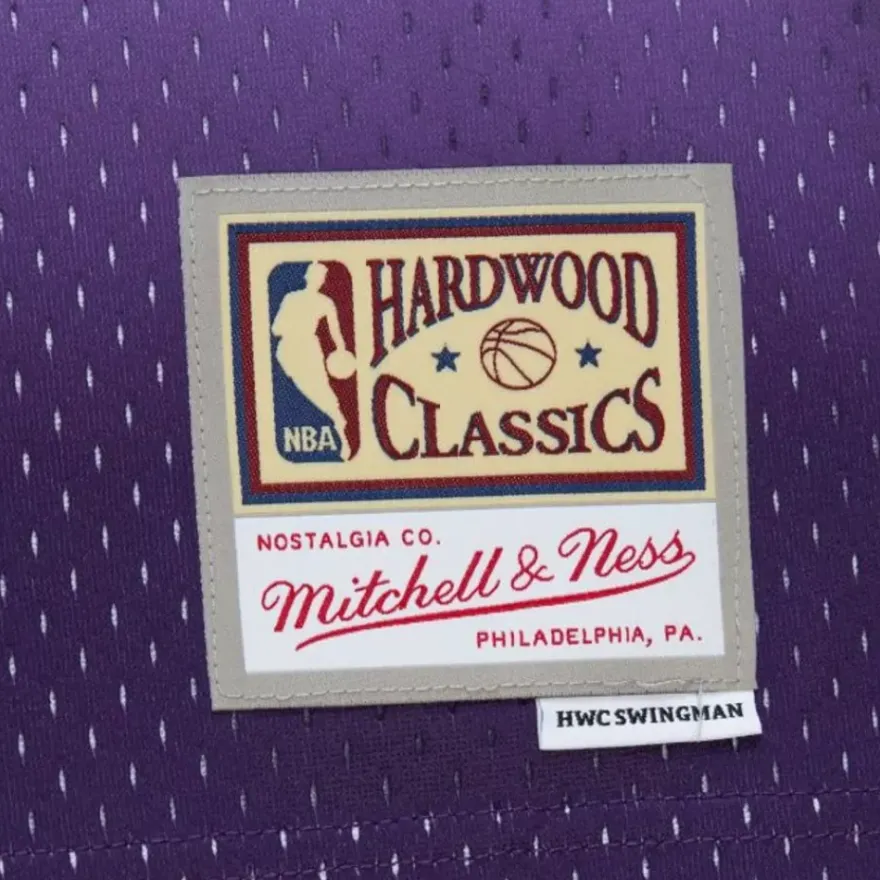 HARDWOOD
CLASSICS
NBA
NOSTALGIA CO.
Mitchell & Ness
PHILADELPHIA, PA.
HWC SWINGMAN